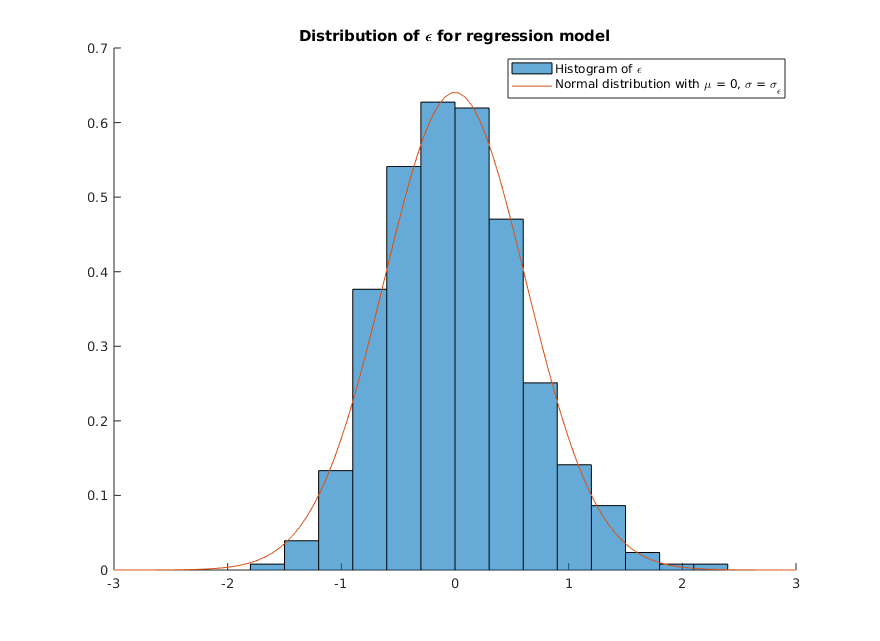 Distribution of ϵ for regression model
Histogram of ϵ
Normal distribution with μ = 0, σ = σϵ
0.7
0.6
0.5
0.4
0.3
0.2
0.1
0
-3 -2 -1 0 1 2 3